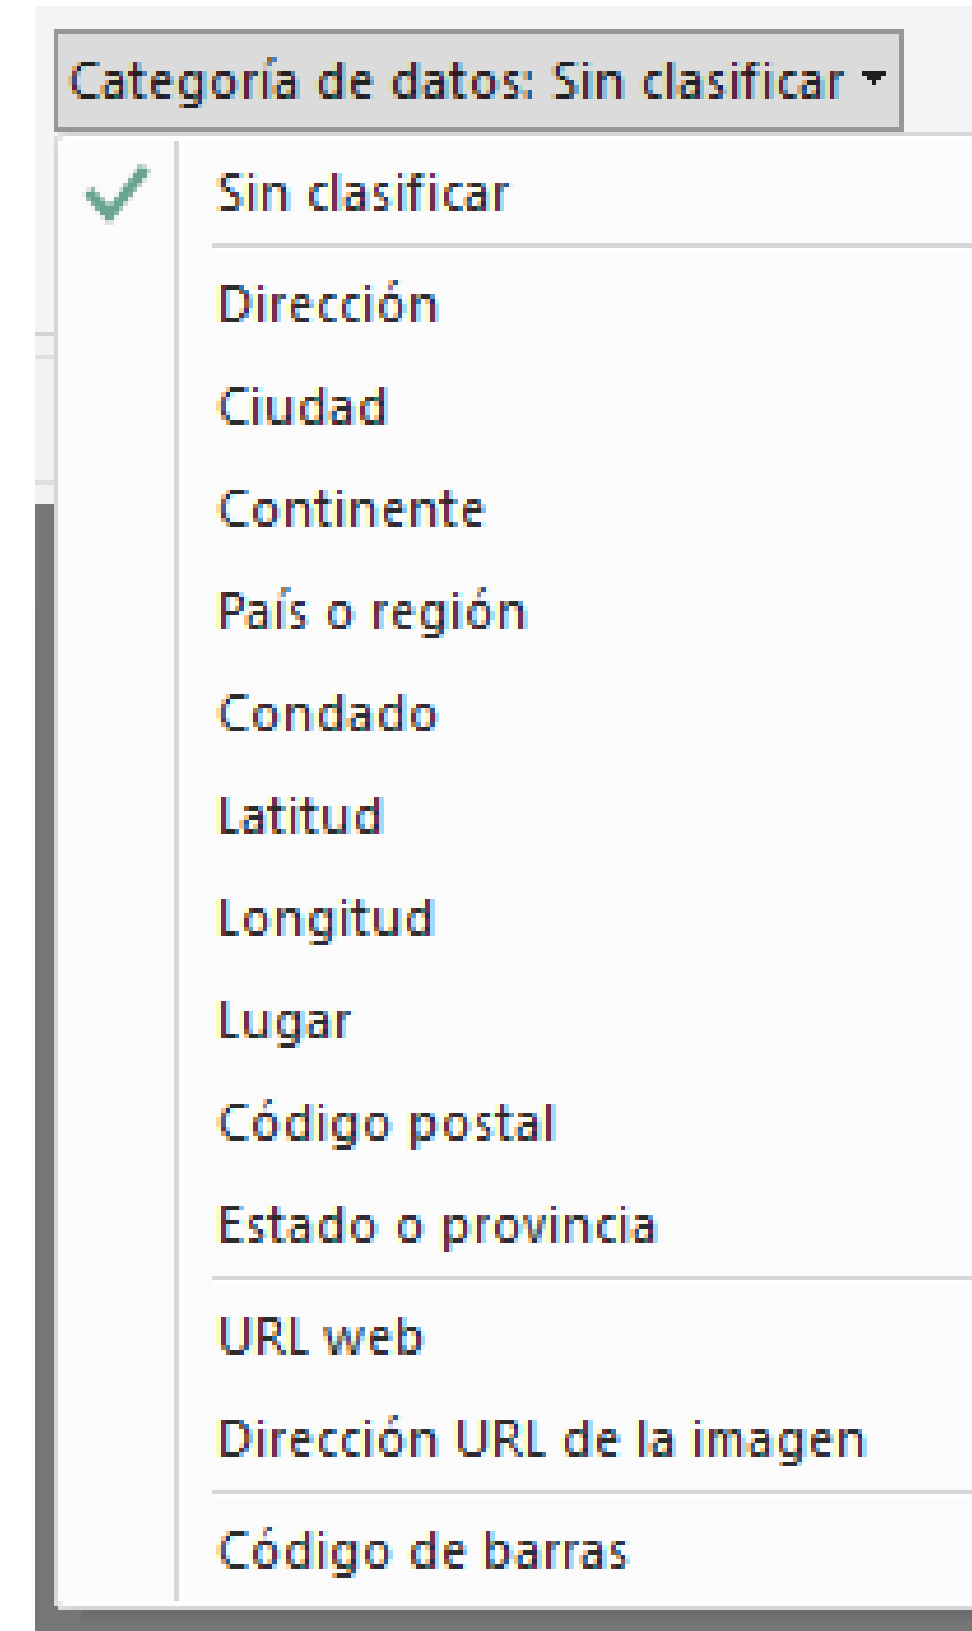 Categoría de datos: Sin clasificar
Sin clasificar
Dirección
Ciudad
Continente
País o región
Condado
Latitud
Longitud
Lugar
Código postal
Estado o provincia
URL web
Dirección URL de la imagen
Código de barras